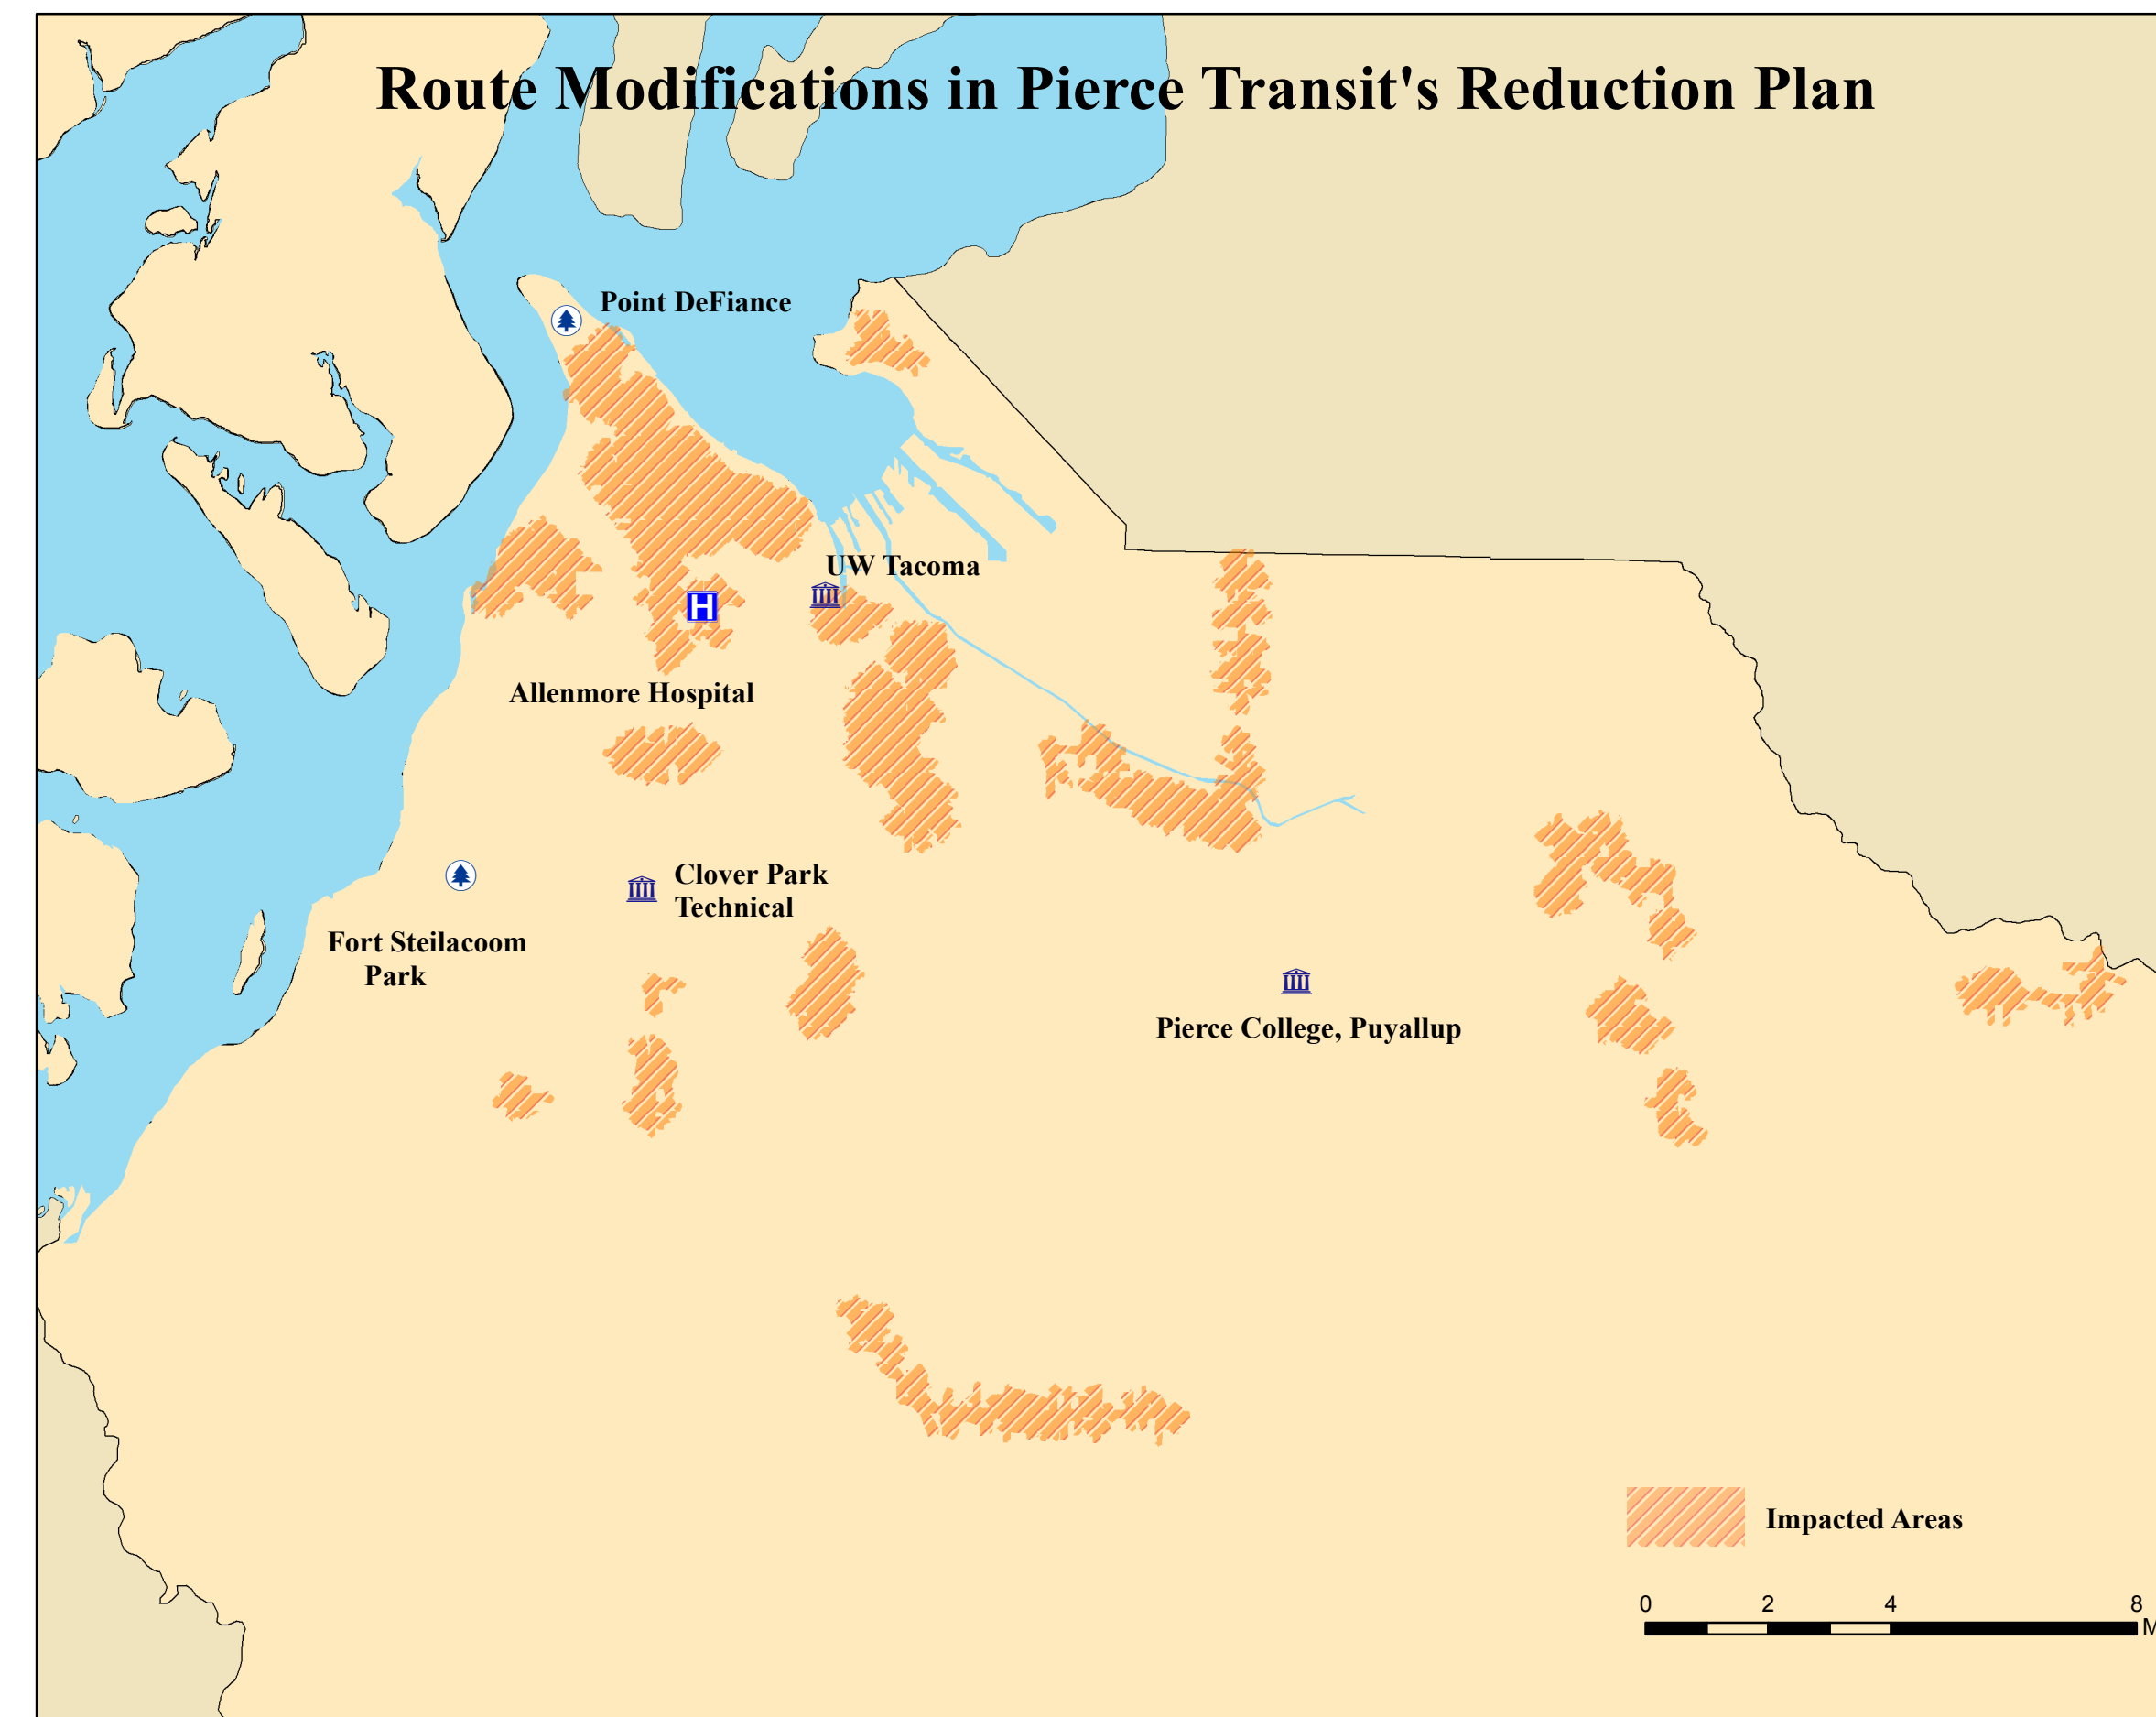 Route Modifications in Pierce Transit's Reduction Plan
Point DeFiance
UW Tacoma
H
Allenmore Hospital
Clover Park
Technical
Fort Steilacoom
Park
Pierce College, Puyallup
Impacted Areas
0 2 4 8
M